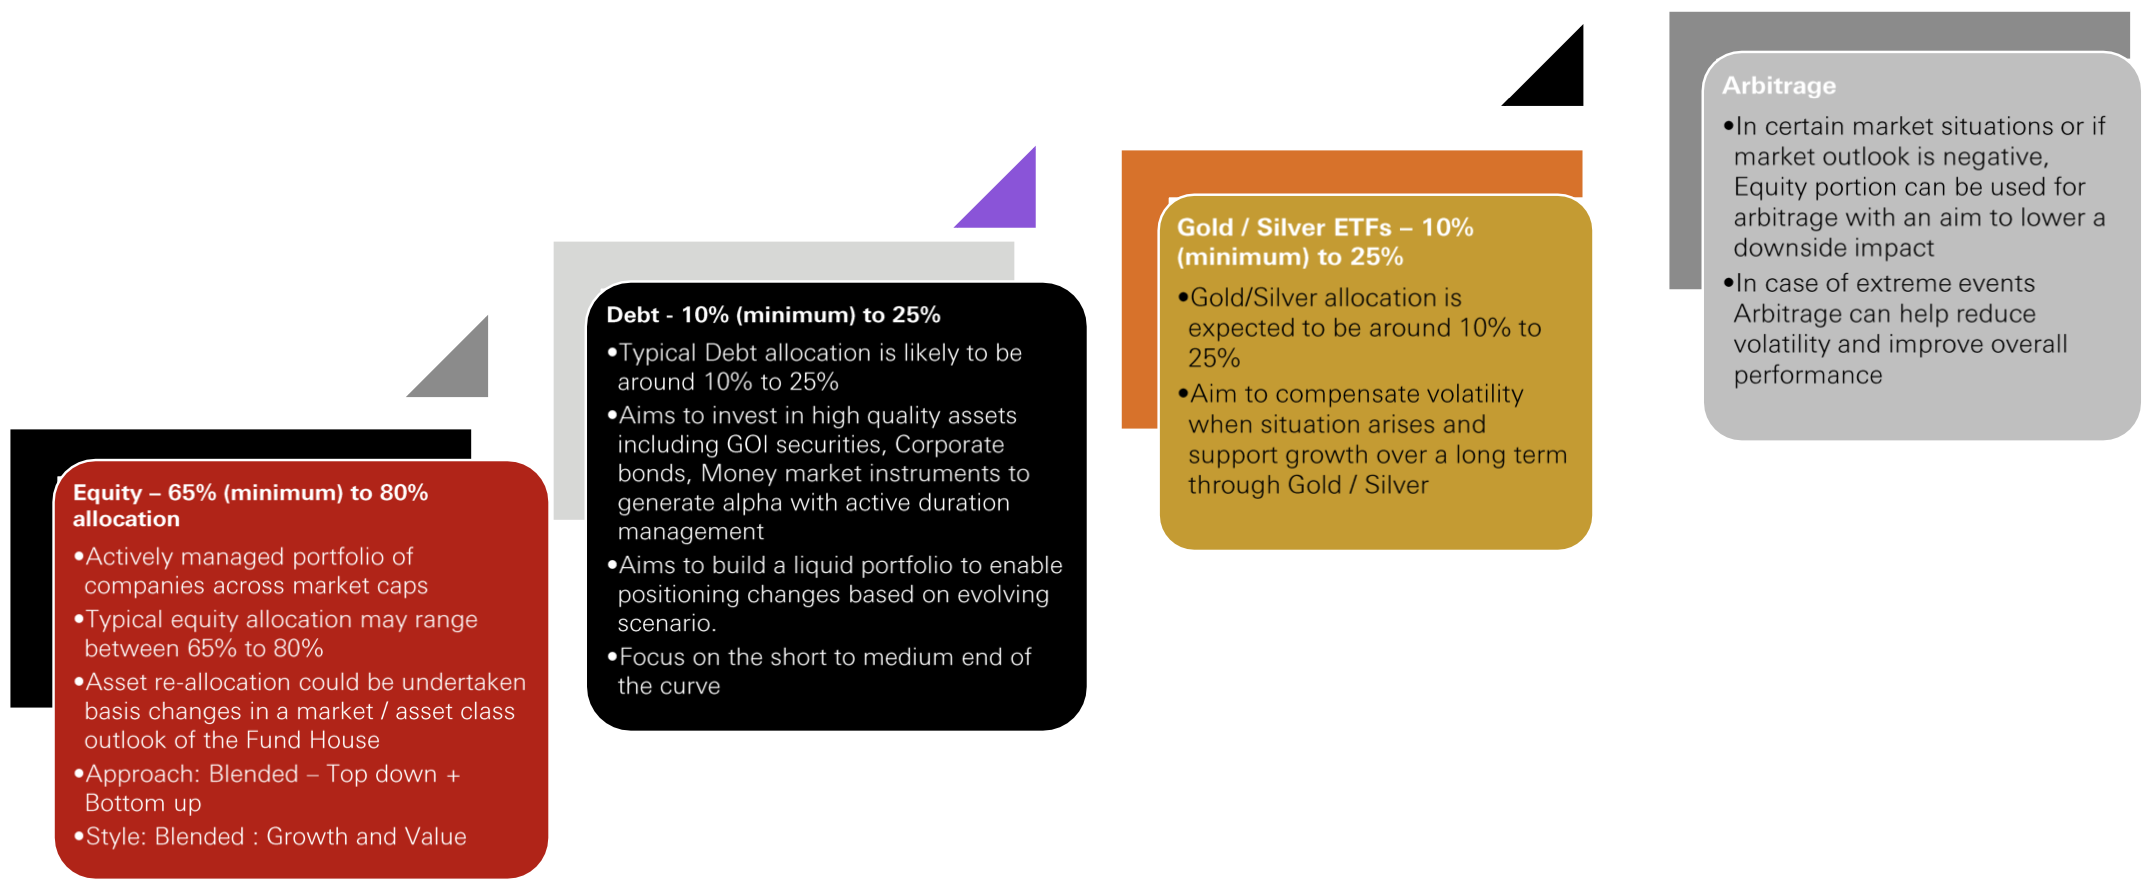 Equity – 65% (minimum) to 80%
allocation
•Actively managed portfolio of
companies across market caps
•Typical equity allocation may range
between 65% to 80%
•Asset re-allocation could be undertaken
basis changes in a market / asset class
outlook of the Fund House
•Approach: Blended – Top down +
Bottom up
•Style: Blended : Growth and Value
Debt - 10% (minimum) to 25%
•Typical Debt allocation is likely to be
around 10% to 25%
•Aims to invest in high quality assets
including GOI securities, Corporate
bonds, Money market instruments to
generate alpha with active duration
management
•Aims to build a liquid portfolio to enable
positioning changes based on evolving
scenario.
•Focus on the short to medium end of
the curve
Gold / Silver ETFs – 10%
(minimum) to 25%
•Gold/Silver allocation is
expected to be around 10% to
25%
•Aim to compensate volatility
when situation arises and
support growth over a long term
through Gold / Silver
Arbitrage
•In certain market situations or if
market outlook is negative,
Equity portion can be used for
arbitrage with an aim to lower a
downside impact
•In case of extreme events
Arbitrage can help reduce
volatility and improve overall
performance